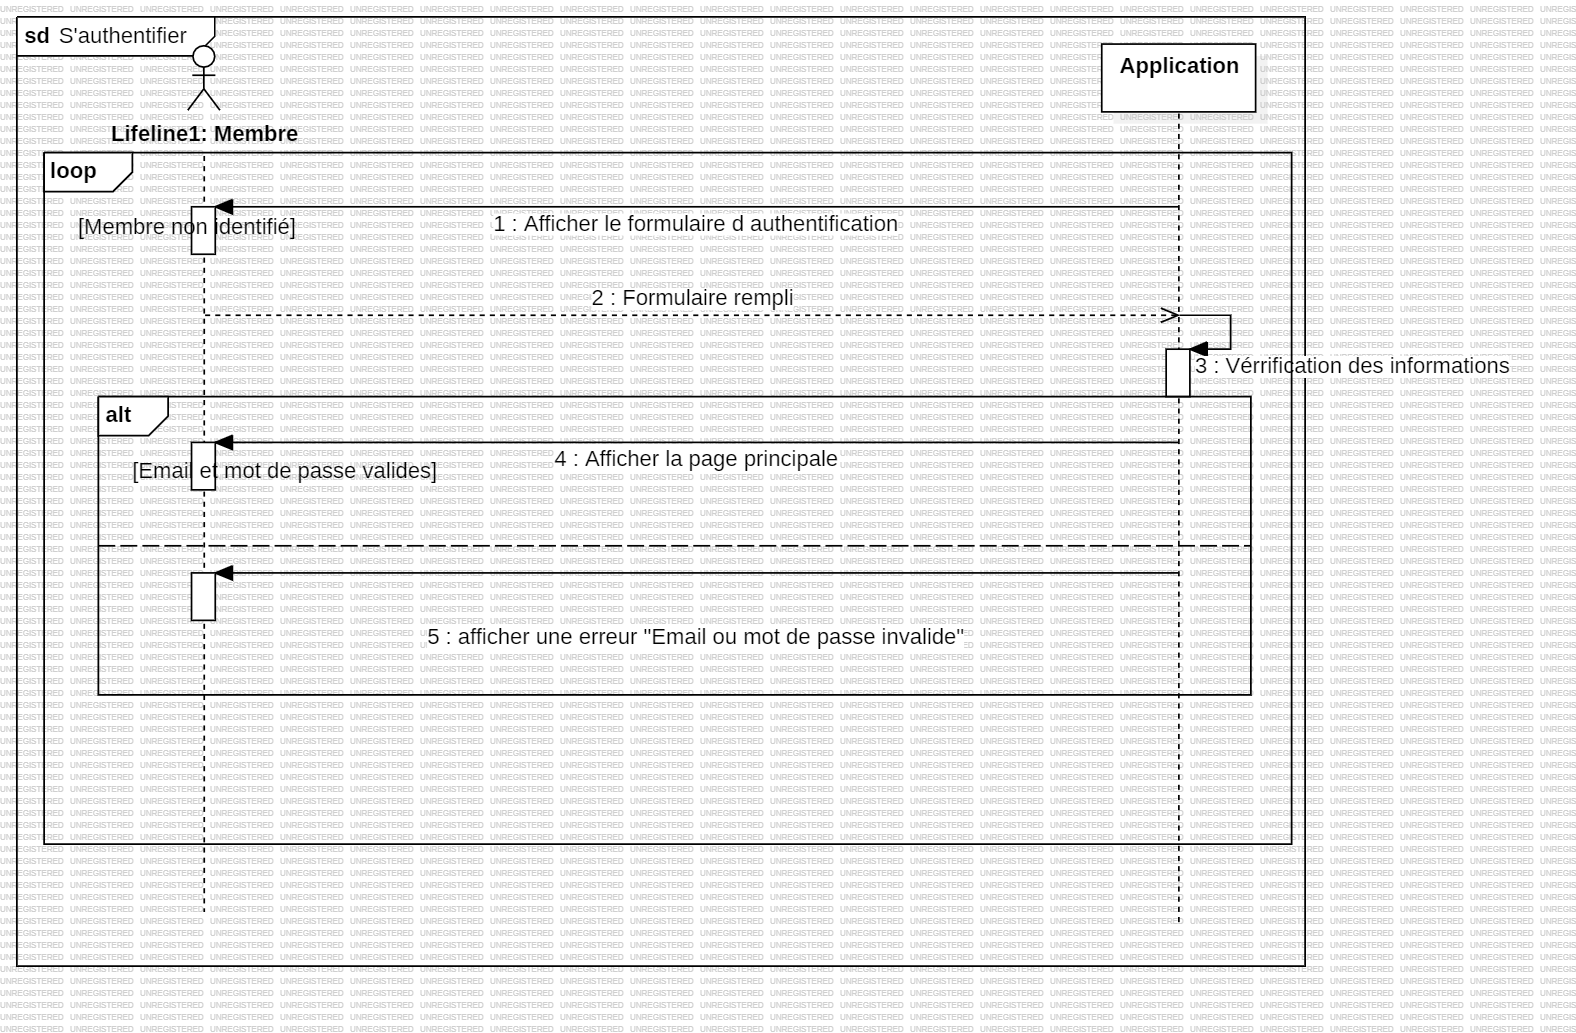 sd S'authentifier
Application
Lifeline1: Membre
loop
[Membre non identifié]
1 : Afficher le formulaire d authentification
2 : Formulaire rempli
3 : Vérrification des informations
alt
4 : Afficher la page principale
[Email et mot de passe valides]
5 : afficher une erreur "Email ou mot de passe invalide"
UNREGISTERED